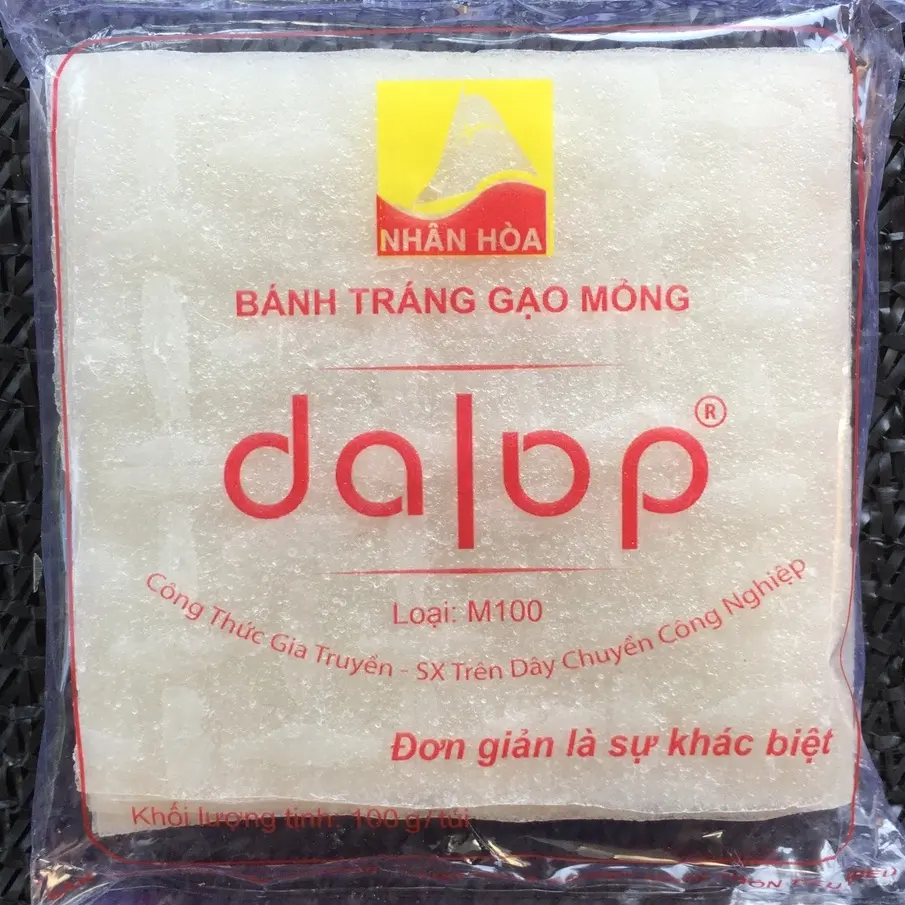 NHÂN HÒA
BÁNH TRÁNG GẠO MỎNG
dalop®
Loại: M100
Công Thức Gia Truyền - SX Trên Dây Chuyền Công Nghiệp
Đơn giản là sự khác biệt
Khối lượng tịnh: 100 g/túi